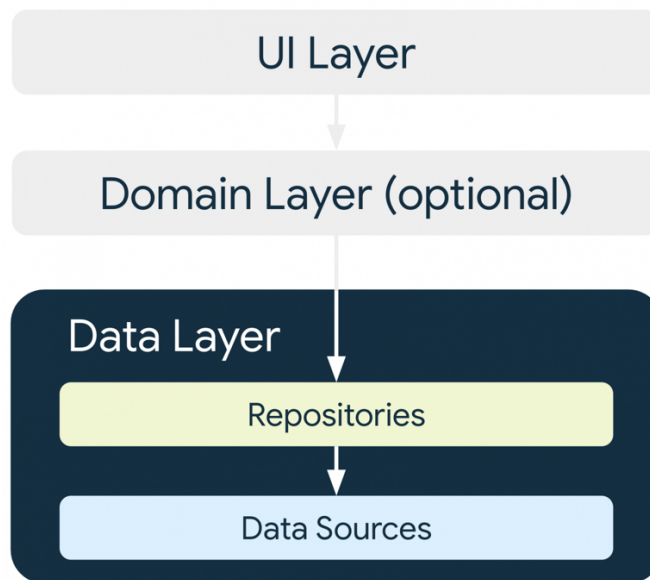 UI Layer
Domain Layer (optional)
Data Layer
Repositories
Data Sources